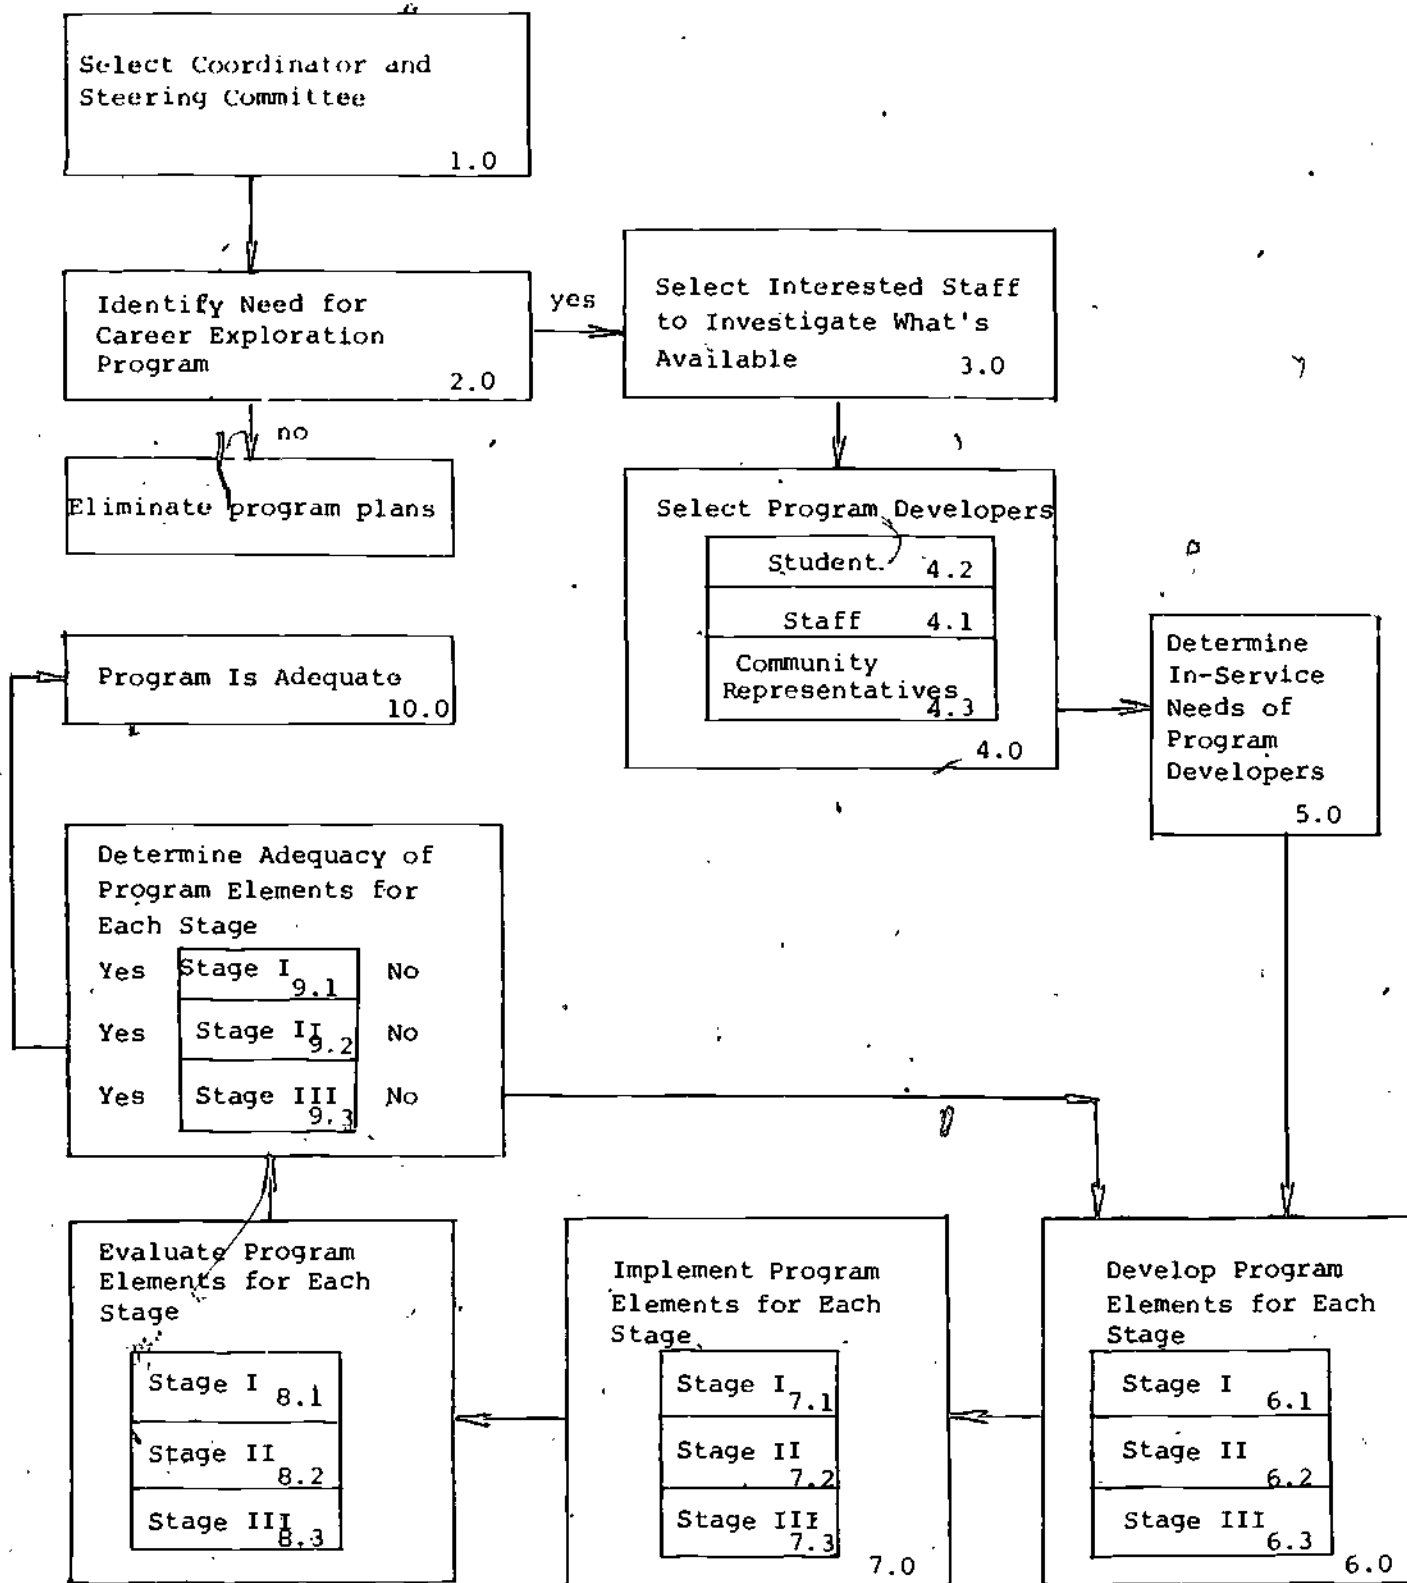 Select Coordinator and
Steering Committee
1.0
Identify Need for
Career Exploration
Program
2.0
yes
no
Eliminate program plans
Select Interested Staff
to Investigate What's
Available
3.0
Select Program Developers
Student 4.2
Staff 4.1
Community
Representatives
4.3
4.0
Determine
In-Service
Needs of
Program
Developers
5.0
Program Is Adequate
10.0
Determine Adequacy of
Program Elements for
Each Stage
Yes Stage I 9.1 No
Yes Stage II 9.2 No
Yes Stage III 9.3 No
Evaluate Program
Elements for Each
Stage
Stage I 8.1
Stage II 8.2
Stage III 8.3
Implement Program
Elements for Each
Stage
Stage I 7.1
Stage II 7.2
Stage III 7.3
7.0
Develop Program
Elements for Each
Stage
Stage I 6.1
Stage II 6.2
Stage III 6.3
6.0